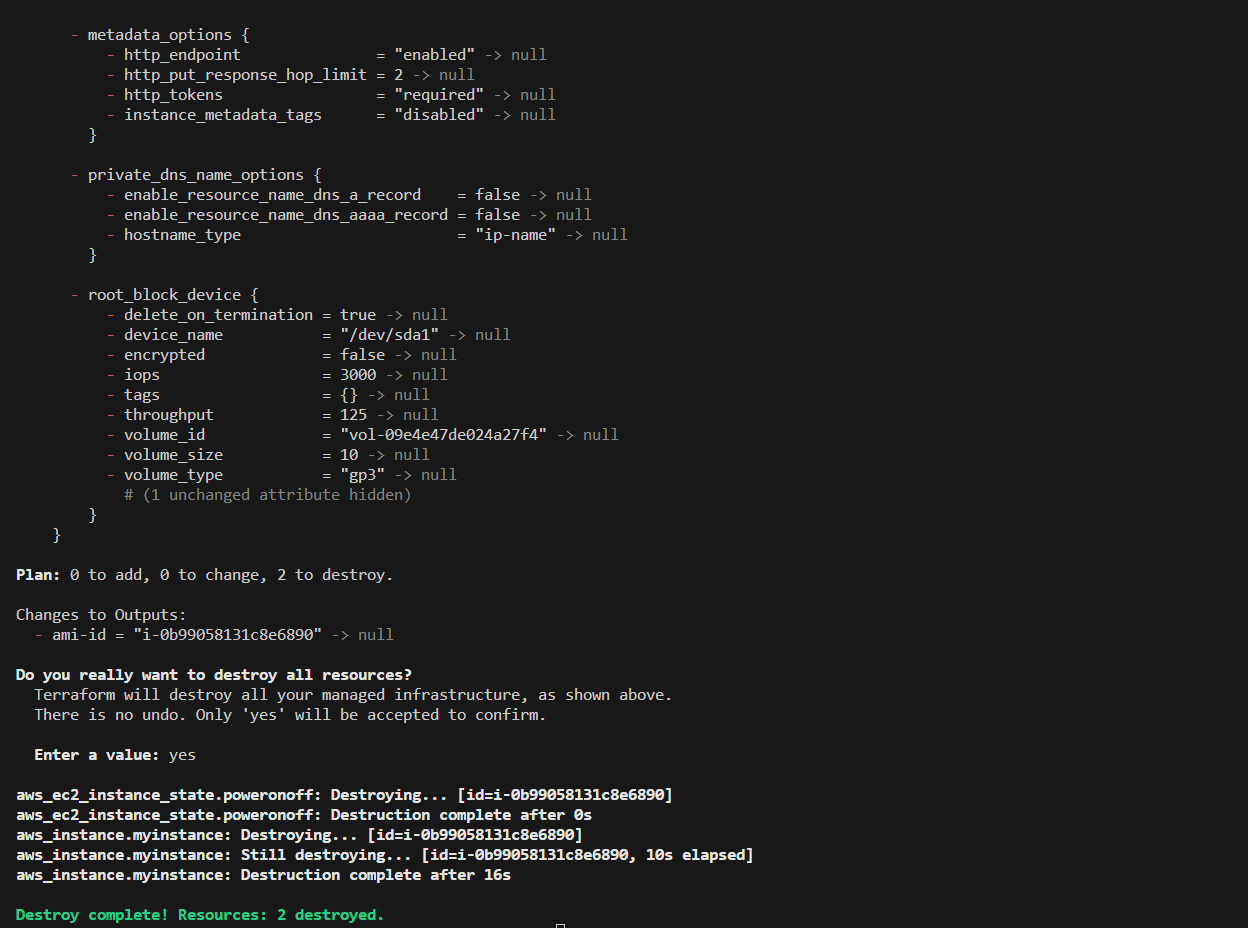 - metadata_options {
- http_endpoint = "enabled" -> null
- http_put_response_hop_limit = 2 -> null
- http_tokens = "required" -> null
- instance_metadata_tags = "disabled" -> null
}
- private_dns_name_options {
- enable_resource_name_dns_a_record = false -> null
- enable_resource_name_dns_aaaa_record = false -> null
- hostname_type = "ip-name" -> null
}
- root_block_device {
- delete_on_termination = true -> null
- device_name = "/dev/sda1" -> null
- encrypted = false -> null
- iops = 3000 -> null
- tags = {} -> null
- throughput = 125 -> null
- volume_id = "vol-09e4e47de024a27f4" -> null
- volume_size = 10 -> null
- volume_type = "gp3" -> null
# (1 unchanged attribute hidden)
}
}
Plan: 0 to add, 0 to change, 2 to destroy.
Changes to Outputs:
- ami-id = "i-0b99058131c8e6890" -> null
Do you really want to destroy all resources?
Terraform will destroy all your managed infrastructure, as shown above.
There is no undo. Only 'yes' will be accepted to confirm.
Enter a value: yes
aws_ec2_instance_state.poweronoff: Destroying... [id=i-0b99058131c8e6890]
aws_ec2_instance_state.poweronoff: Destruction complete after 0s
aws_instance.myinstance: Destroying... [id=i-0b99058131c8e6890]
aws_instance.myinstance: Still destroying... [id=i-0b99058131c8e6890, 10s elapsed]
aws_instance.myinstance: Destruction complete after 16s
Destroy complete! Resources: 2 destroyed.